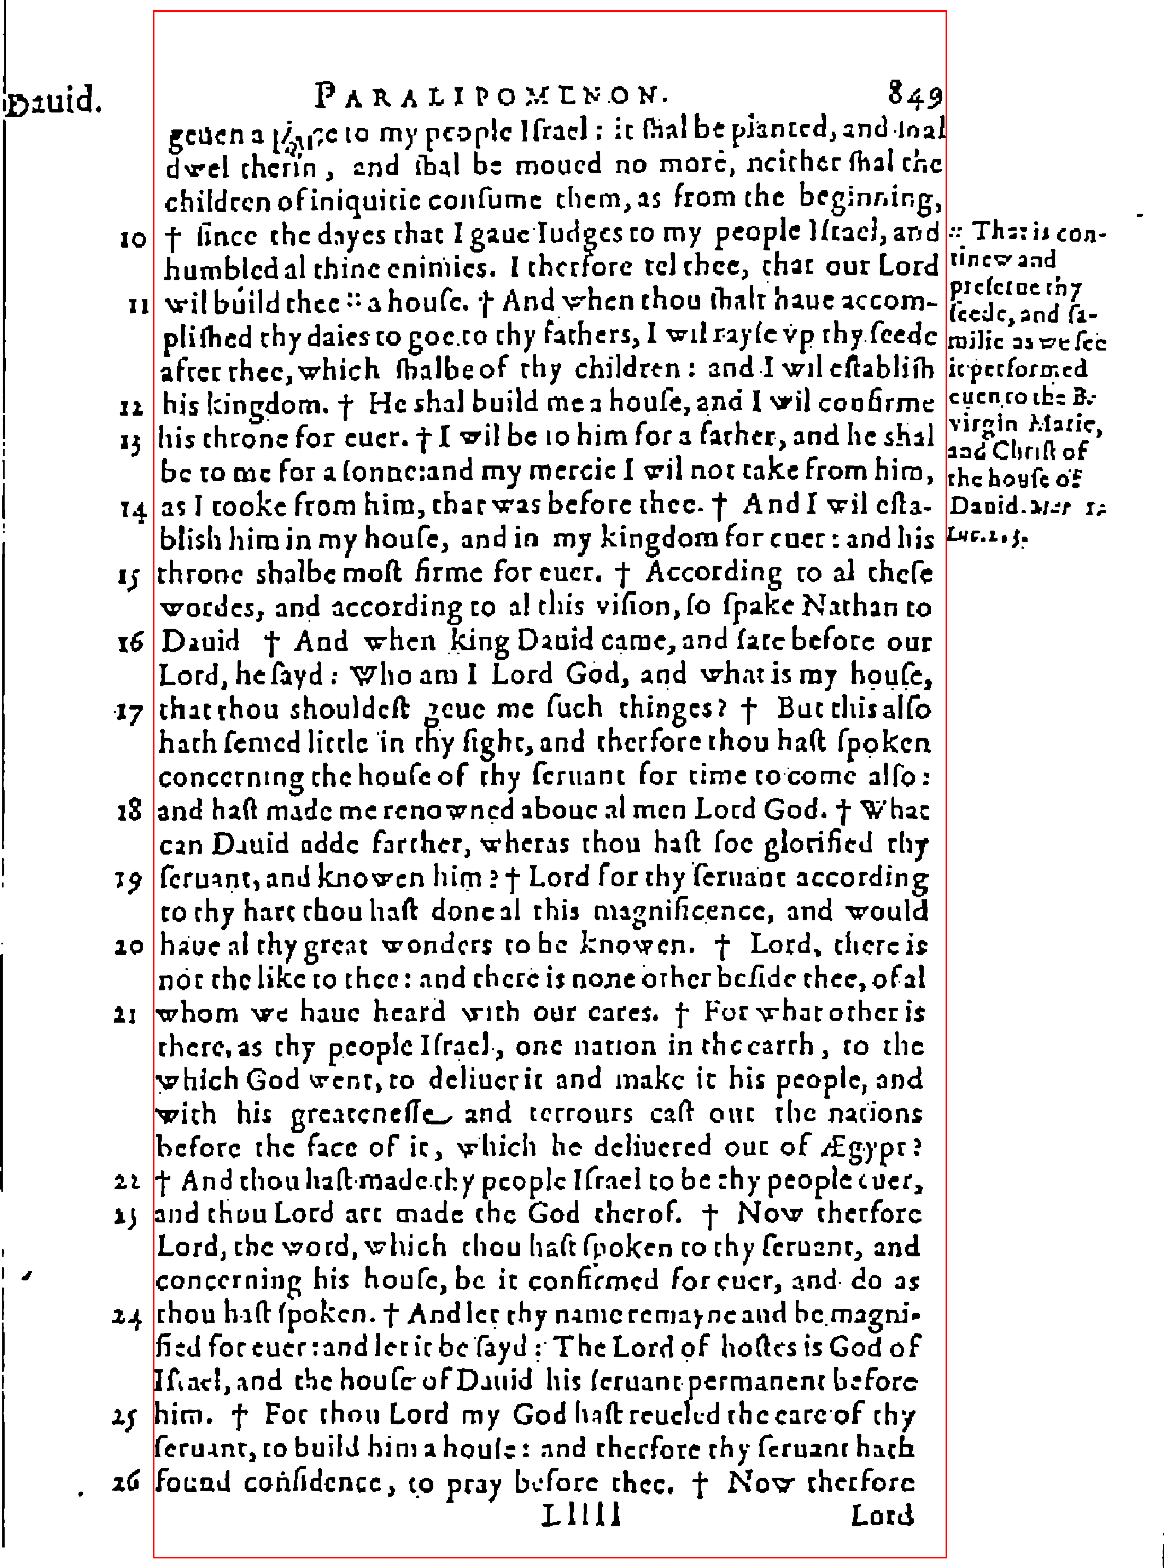 Dauid. PARALIPOMENON. 849
geuen a place to my people Iſrael: it ſhal be planted, and ſhal
dwel therin, and ſhal be moued no more, neither ſhal the
children of iniquitie conſume them, as from the beginning,
10 † ſince the dayes that I gaue Iudges to my people Iſrael, and
humbled al thine enimies. I therfore tel thee, that our Lord
11 wil build thee :: a houſe. † And when thou ſhalt haue accom-
pliſhed thy daies to goe to thy fathers, I wil rayſe vp thy ſeede
after thee, which ſhalbe of thy children: and I wil eſtabliſh
12 his kingdom. † He shal build me a houſe, and I wil confirme
13 his throne for euer. † I wil be to him for a father, and he shal
be to me for a ſonne: and my mercie I wil not take from him,
14 as I tooke from him, that was before thee. † And I wil eſta-
blish him in my houſe, and in my kingdom for euer: and his
15 throne shalbe moſt firme for euer. † According to al theſe
wordes, and according to al this viſion, ſo ſpake Nathan to
16 Dauid † And when king Dauid came, and ſate before our
Lord, he ſayd: Who am I Lord God, and what is my houſe,
17 that thou shouldeſt geue me ſuch thinges? † But this alſo
hath ſemed little in thy ſight, and therfore thou haſt ſpoken
concerning the houſe of thy ſeruant for time to come alſo:
18 and haſt made me renowned aboue al men Lord God. † What
can Dauid adde farther, wheras thou haſt ſoe glorified thy
19 ſeruant, and knowen him? † Lord for thy ſeruant according
to thy hart thou haſt done al this magnificence, and would
20 haue al thy great wonders to be knowen. † Lord, there is
not the like to thee: and there is none other beſide thee, of al
21 whom we haue heard with our eares. † For what other is
there, as thy people Iſrael, one nation in the earth, to the
which God went, to deliuer it and make it his people, and
with his greateneſſe and terrours caſt out the nations
before the face of it, which he deliuered out of Ægypt?
22 † And thou haſt made thy people Iſrael to be thy people euer,
23 and thou Lord art made the God therof. † Now therfore
Lord, the word, which thou haſt ſpoken to thy ſeruant, and
concerning his houſe, be it confirmed for euer, and do as
24 thou haſt ſpoken. † And let thy name remayne and be magni-
fied for euer: and let it be ſayd: The Lord of hoſtes is God of
Iſrael, and the houſe of Dauid his ſeruant permanent before
25 him. † For thou Lord my God haſt reueled the eare of thy
ſeruant, to build him a houſe: and therfore thy ſeruant hath
26 found confidence, to pray before thee. † Now therfore
Lllll Lord
:: That is con-
tinew and
preſerue thy
ſeede, and fa-
milie as we ſee
it performed
euen to the B.
virgin Marie,
and Chriſt of
the houſe of
Dauid. Mat 1.
Luc. 2. 3.